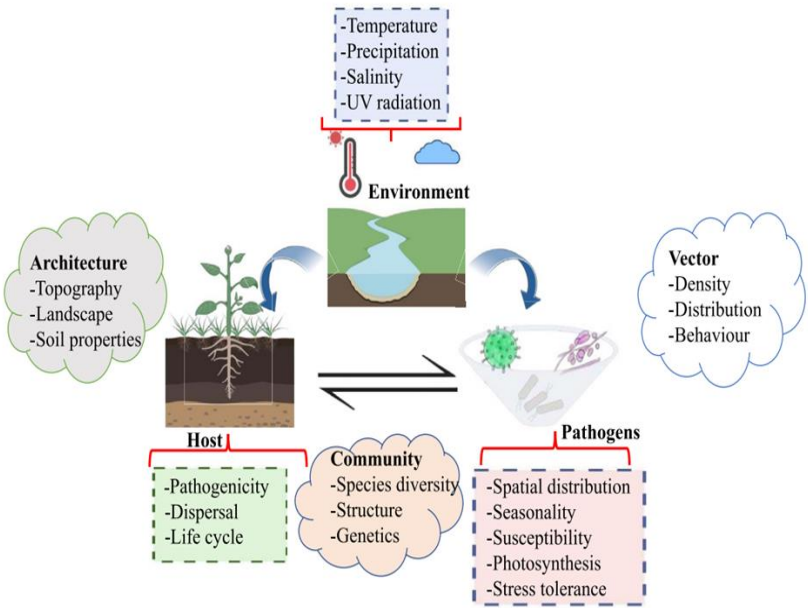 -Temperature
-Precipitation
-Salinity
-UV radiation
Environment
Architecture
-Topography
-Landscape
-Soil properties
Vector
-Density
-Distribution
-Behaviour
Host
-Pathogenicity
-Dispersal
-Life cycle
Community
-Species diversity
-Structure
-Genetics
Pathogens
-Spatial distribution
-Seasonality
-Susceptibility
-Photosynthesis
-Stress tolerance